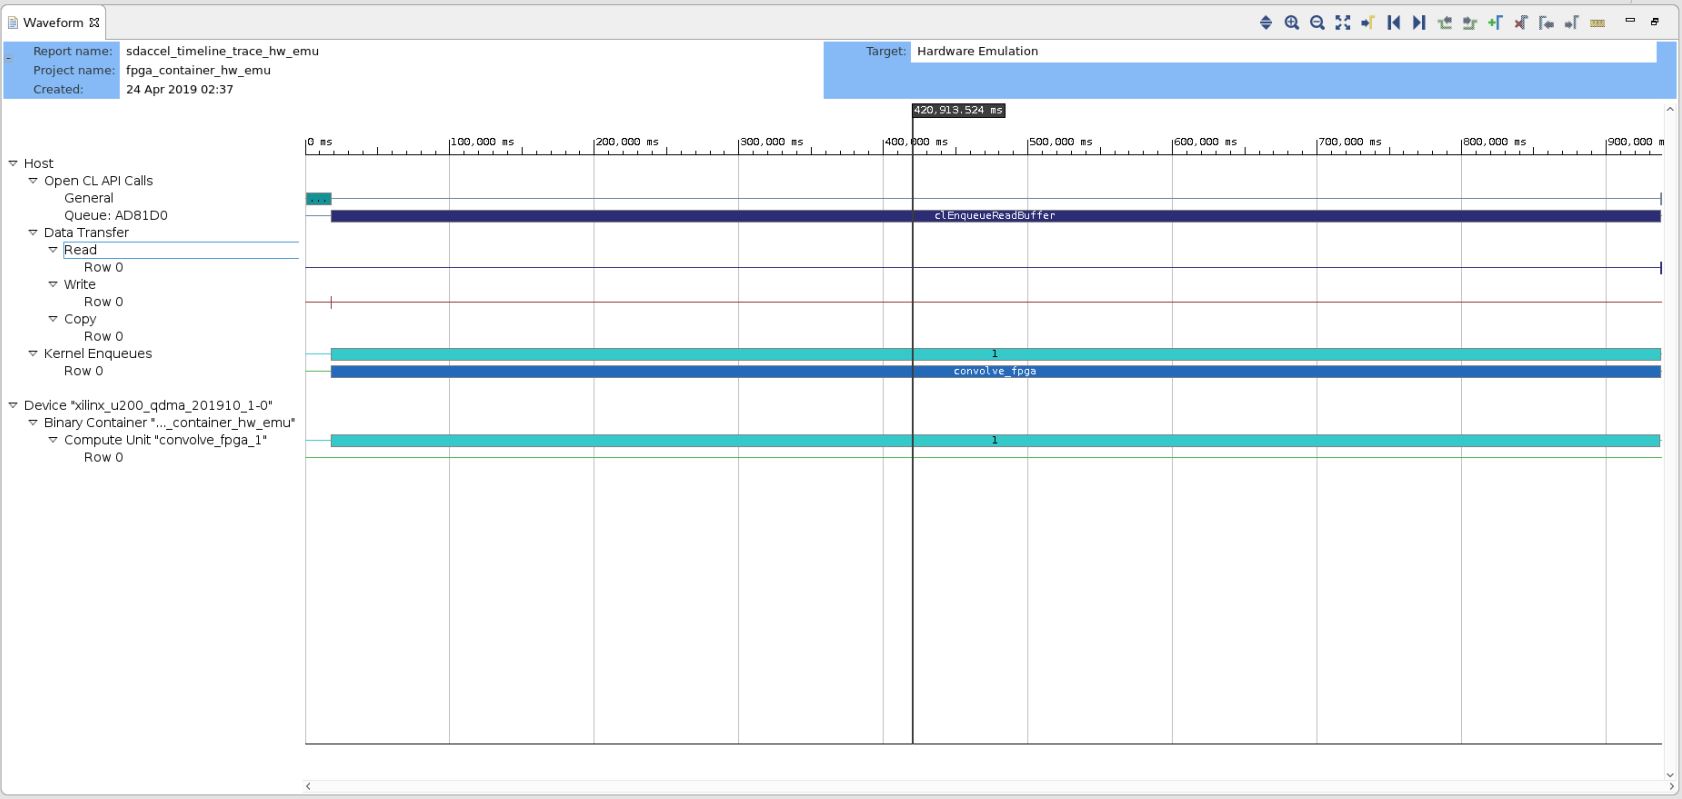 Waveform
Report name: sdaccel_timeline_trace_hw_emu Target: Hardware Emulation
Project name: fpga_container_hw_emu
Created: 24 Apr 2019 02:37
420,913.524 ms
0 ms 100,000 ms 200,000 ms 300,000 ms 400,000 ms 500,000 ms 600,000 ms 700,000 ms 800,000 ms 900,000 m
Host
Open CL API Calls
General ...
Queue: AD81D0 clEnqueueReadBuffer
Data Transfer
Read
Row 0
Write
Row 0
Copy
Row 0
Kernel Enqueues 1
Row 0 convolve_fpga
Device "xilinx_u200_qdma_201910_1-0"
Binary Container "..._container_hw_emu"
Compute Unit "convolve_fpga_1" 1
Row 0